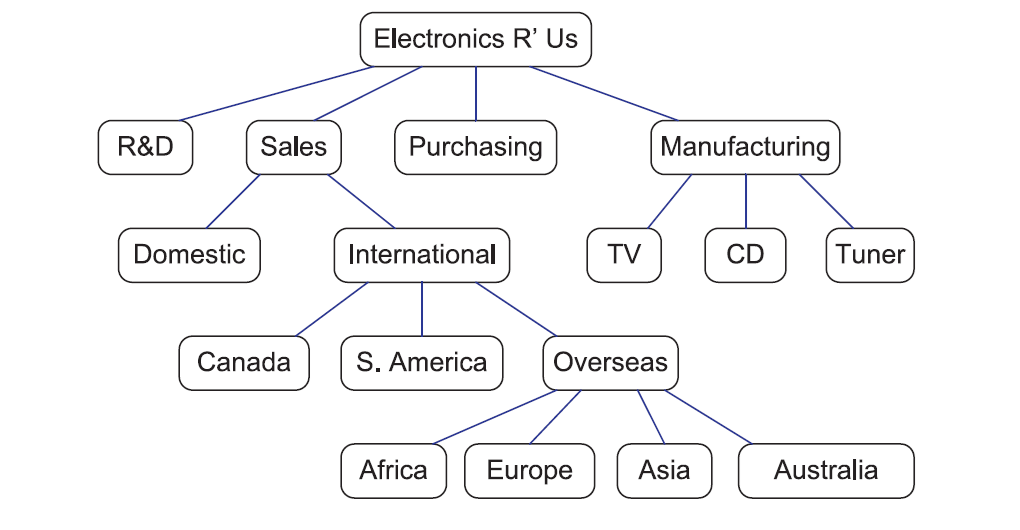 Electronics R’ Us
R&D
Sales
Purchasing
Manufacturing
Domestic
International
TV
CD
Tuner
Canada
S. America
Overseas
Africa
Europe
Asia
Australia